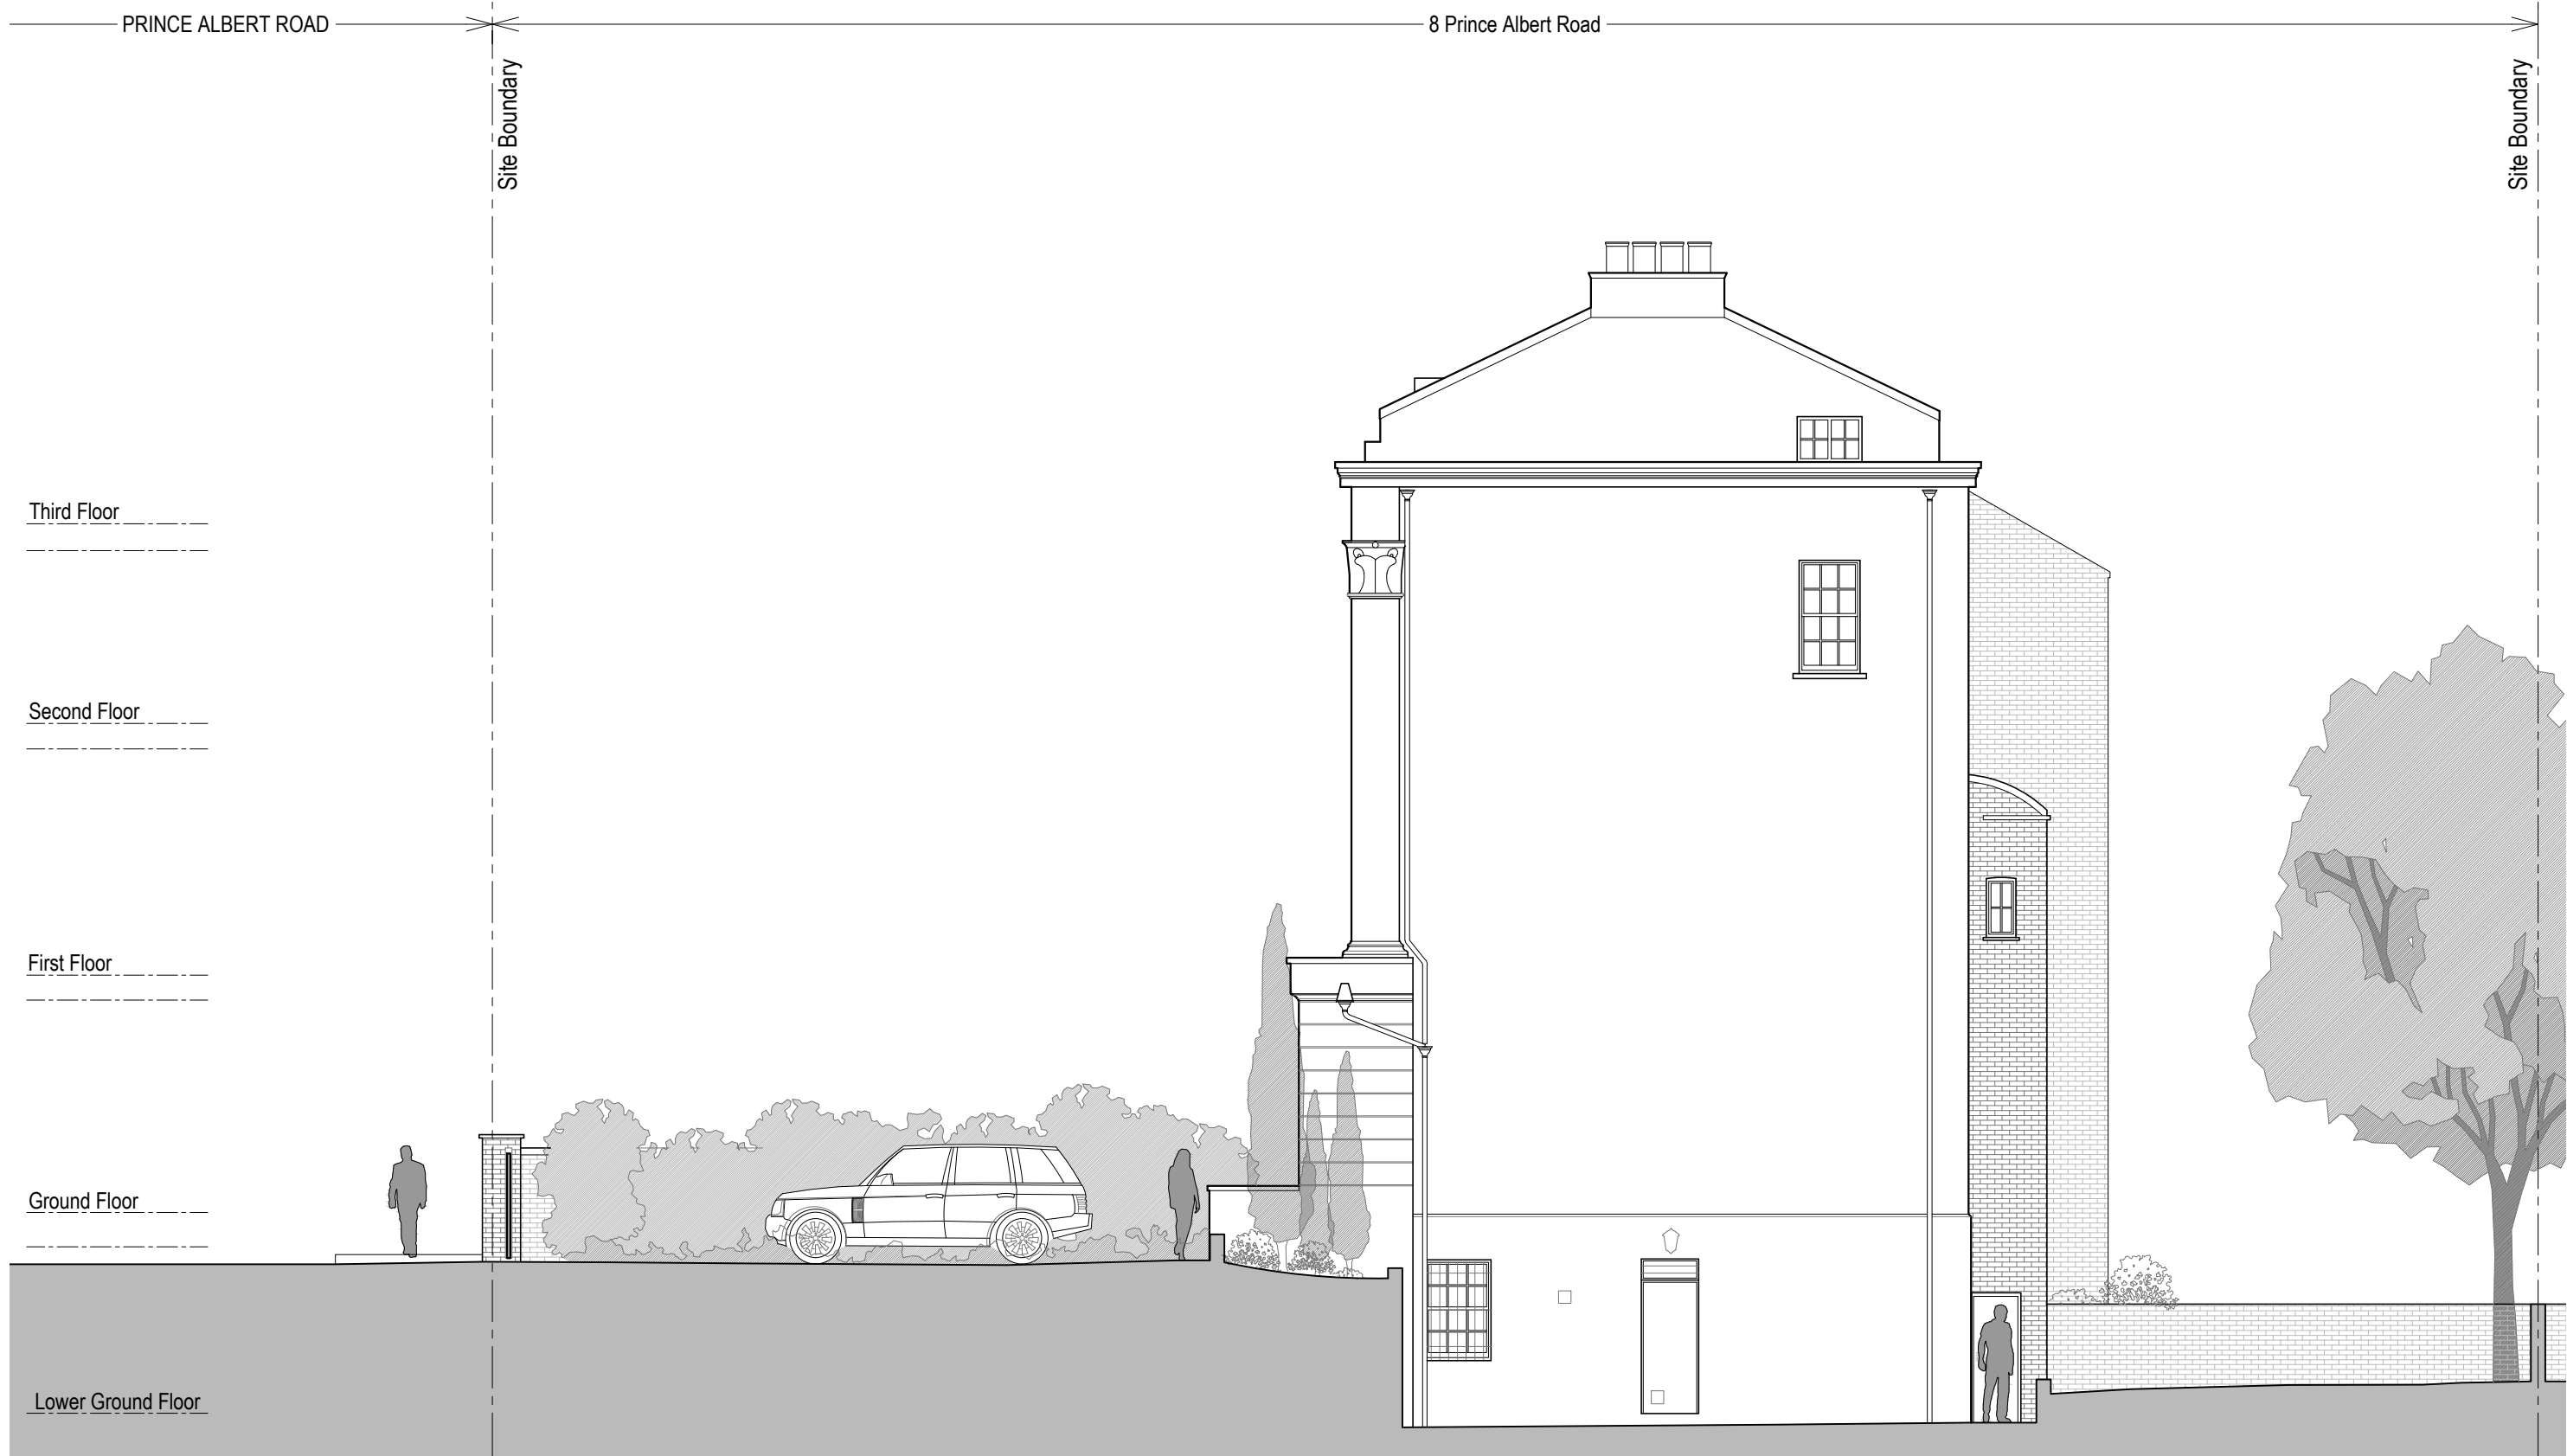 PRINCE ALBERT ROAD
8 Prince Albert Road
Site Boundary
Site Boundary
Third Floor
Second Floor
First Floor
Ground Floor
Lower Ground Floor